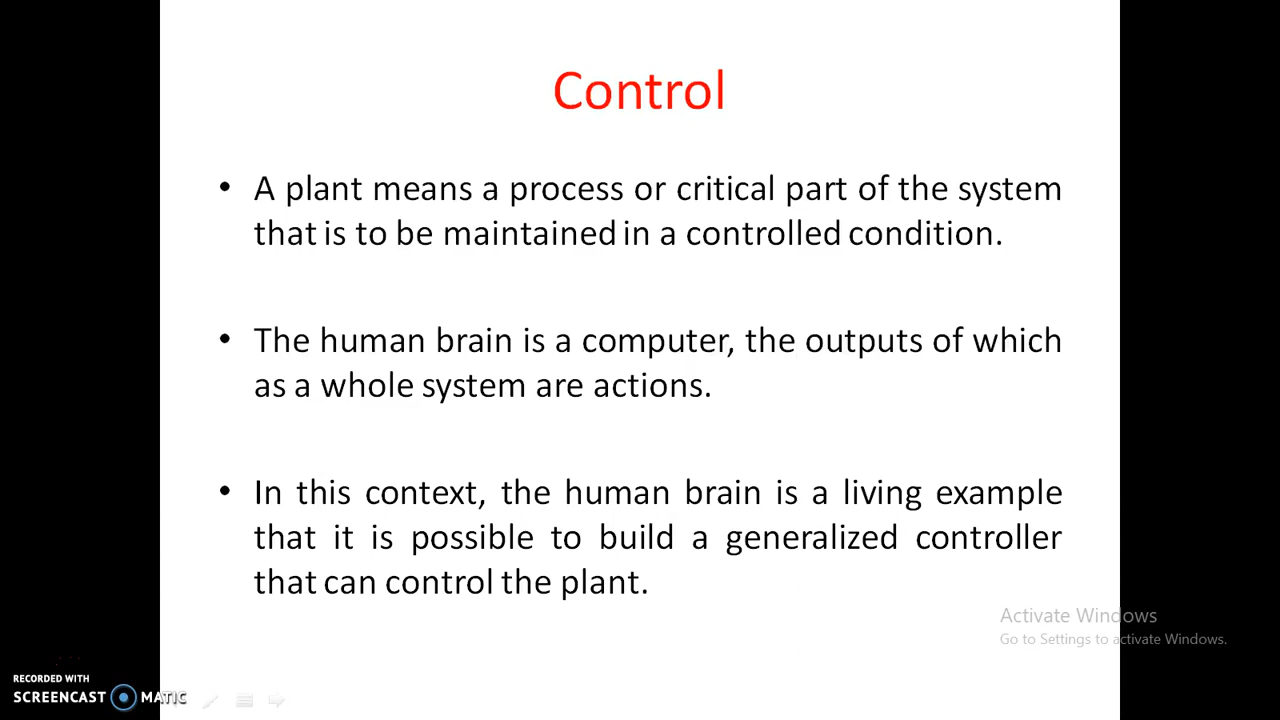 Control
• A plant means a process or critical part of the system
that is to be maintained in a controlled condition.
• The human brain is a computer, the outputs of which
as a whole system are actions.
• In this context, the human brain is a living example
that it is possible to build a generalized controller
that can control the plant.
Activate Windows
Go to Settings to activate Windows.
RECORDED WITH
SCREENCAST MATIC